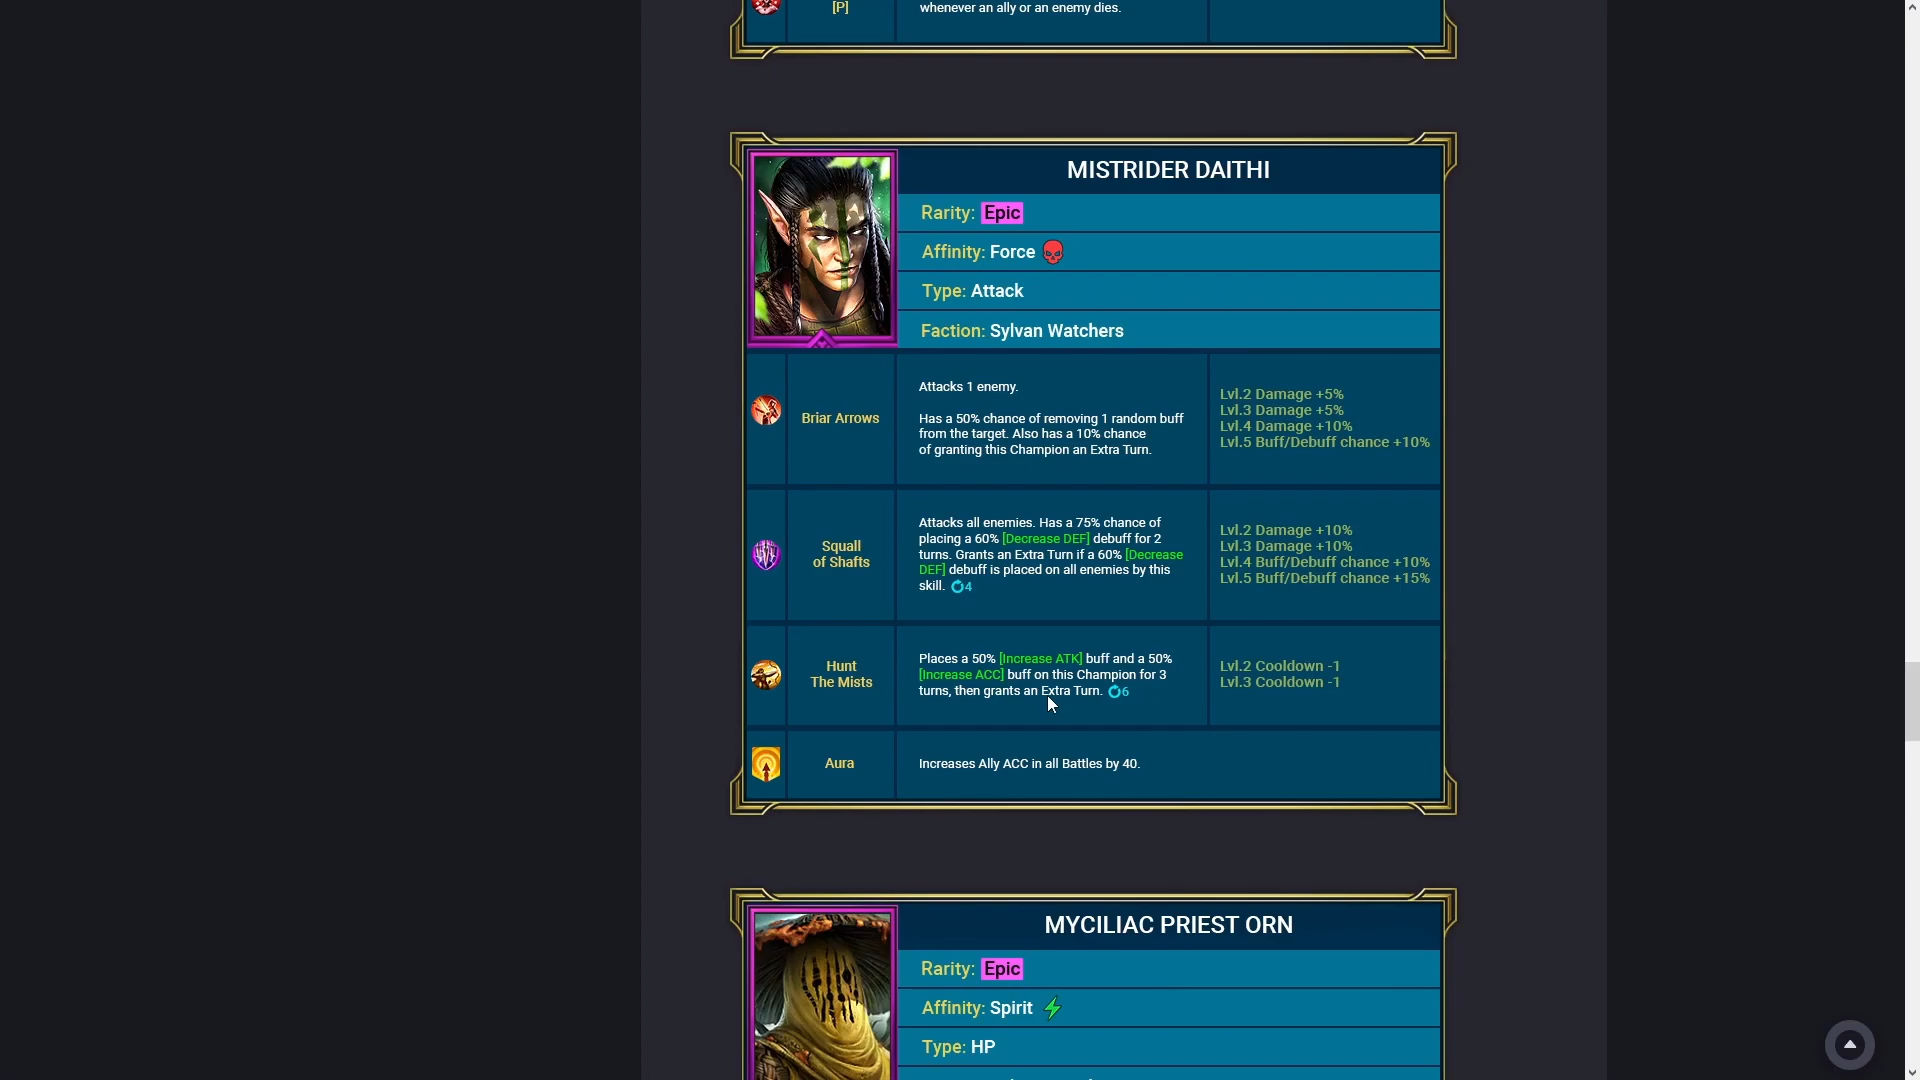 [P]
whenever an ally or an enemy dies.
MISTRIDER DAITHI
Rarity: Epic
Affinity: Force
Type: Attack
Faction: Sylvan Watchers
Briar Arrows
Attacks 1 enemy.
Has a 50% chance of removing 1 random buff
from the target. Also has a 10% chance
of granting this Champion an Extra Turn.
Lvl.2 Damage +5%
Lvl.3 Damage +5%
Lvl.4 Damage +10%
Lvl.5 Buff/Debuff chance +10%
Squall
of Shafts
Attacks all enemies. Has a 75% chance of
placing a 60% [Decrease DEF] debuff for 2
turns. Grants an Extra Turn if a 60% [Decrease
DEF] debuff is placed on all enemies by this
skill. 4
Lvl.2 Damage +10%
Lvl.3 Damage +10%
Lvl.4 Buff/Debuff chance +10%
Lvl.5 Buff/Debuff chance +15%
Hunt
The Mists
Places a 50% [Increase ATK] buff and a 50%
[Increase ACC] buff on this Champion for 3
turns, then grants an Extra Turn. 6
Lvl.2 Cooldown -1
Lvl.3 Cooldown -1
Aura
Increases Ally ACC in all Battles by 40.
MYCILIAC PRIEST ORN
Rarity: Epic
Affinity: Spirit
Type: HP